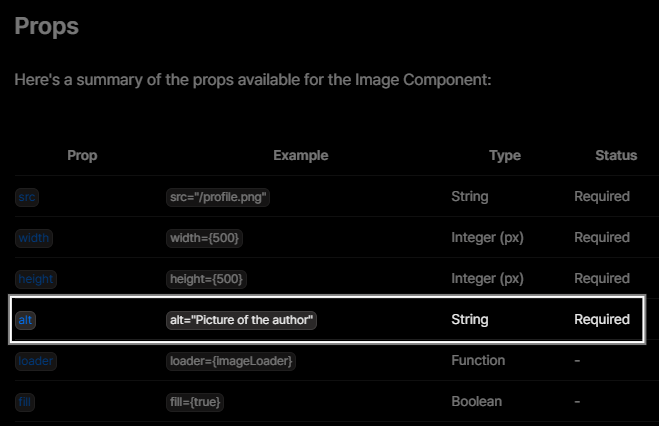 Props
Here's a summary of the props available for the Image Component:
Prop Example Type Status
src src="/profile.png" String Required
width width={500} Integer (px) Required
height height={500} Integer (px) Required
alt alt="Picture of the author" String Required
loader loader={imageLoader} Function -
fill fill={true} Boolean -